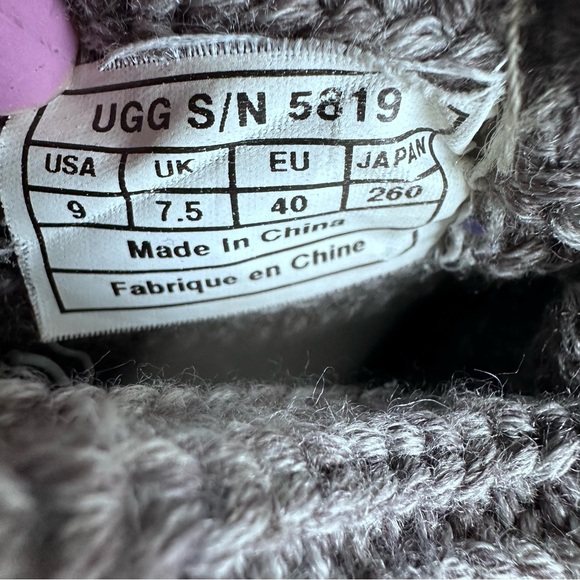 UGG S/N 5819
USA UK EU JAPAN
9 7.5 40 260
Made In China
Fabrique en Chine